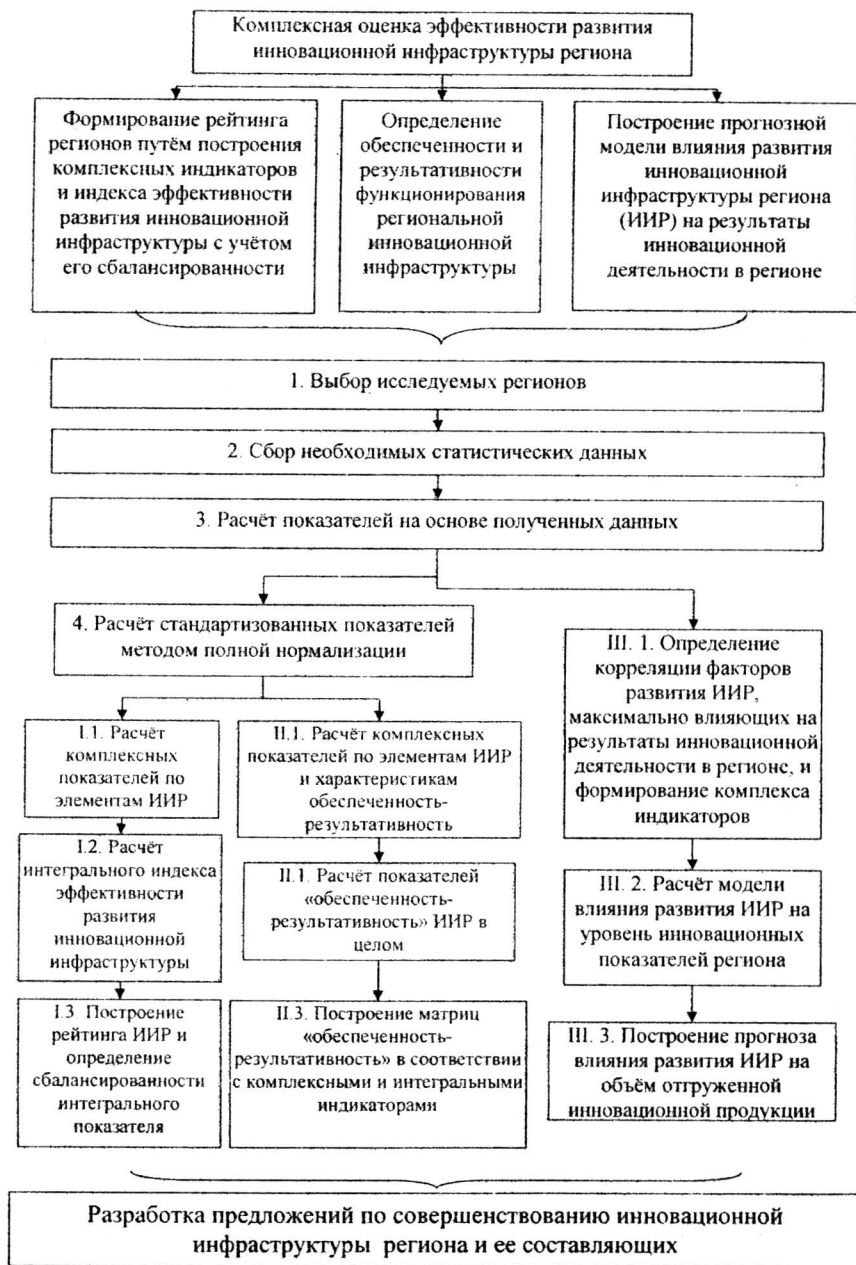 Комплексная оценка эффективности развития
инновационной инфраструктуры региона
Формирование рейтинга
регионов путём построения
комплексных индикаторов
и индекса эффективности
развития инновационной
инфраструктуры с учётом
его сбалансированности
Определение
обеспеченности и
результативности
функционирования
региональной
инновационной
инфраструктуры
Построение прогнозной
модели влияния развития
инновационной
инфраструктуры региона
(ИИР) на результаты
инновационной
деятельности в регионе
1. Выбор исследуемых регионов
2. Сбор необходимых статистических данных
3. Расчёт показателей на основе полученных данных
4. Расчёт стандартизованных показателей
методом полной нормализации
I.1. Расчёт
комплексных
показателей по
элементам ИИР
I.2. Расчёт
интегрального индекса
эффективности
развития
инновационной
инфраструктуры
I.3 Построение
рейтинга ИИР и
определение
сбалансированности
интегрального
показателя
II.1. Расчёт комплексных
показателей по элементам ИИР
и характеристикам
обеспеченность-
результативность
II.1. Расчёт показателей
«обеспеченность-
результативность» ИИР в
целом
II.3. Построение матриц
«обеспеченность-
результативность» в соответствии
с комплексными и интегральными
индикаторами
III. 1. Определение
корреляции факторов
развития ИИР,
максимально влияющих на
результаты инновационной
деятельности в регионе, и
формирование комплекса
индикаторов
III. 2. Расчёт модели
влияния развития ИИР на
уровень инновационных
показателей региона
III. 3. Построение прогноза
влияния развития ИИР на
объём отгруженной
инновационной продукции
Разработка предложений по совершенствованию инновационной
инфраструктуры региона и ее составляющих